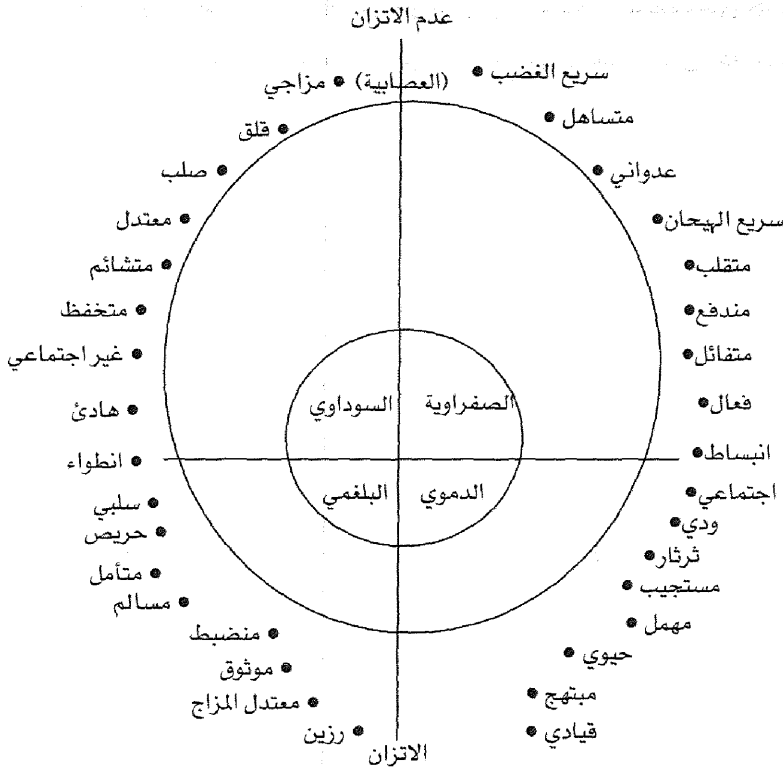 عدم الاتزان
(العصابية)
سريع الغضب
متساهل
عدواني
سريع الهيجان
متقلب
مندفع
متفائل
فعال
انبساط
اجتماعي
ودي
ثرثار
مستجيب
مهمل
حيوي
مبتهج
قيادي
مزاجي
قلق
صلب
معتدل
متشائم
متخفظ
غير اجتماعي
هادئ
انطواء
سلبي
حريص
متأمل
مسالم
منضبط
موثوق
معتدل المزاج
رزين
الصفراوية
السوداوي
الدموي
البلغمي
الاتزان